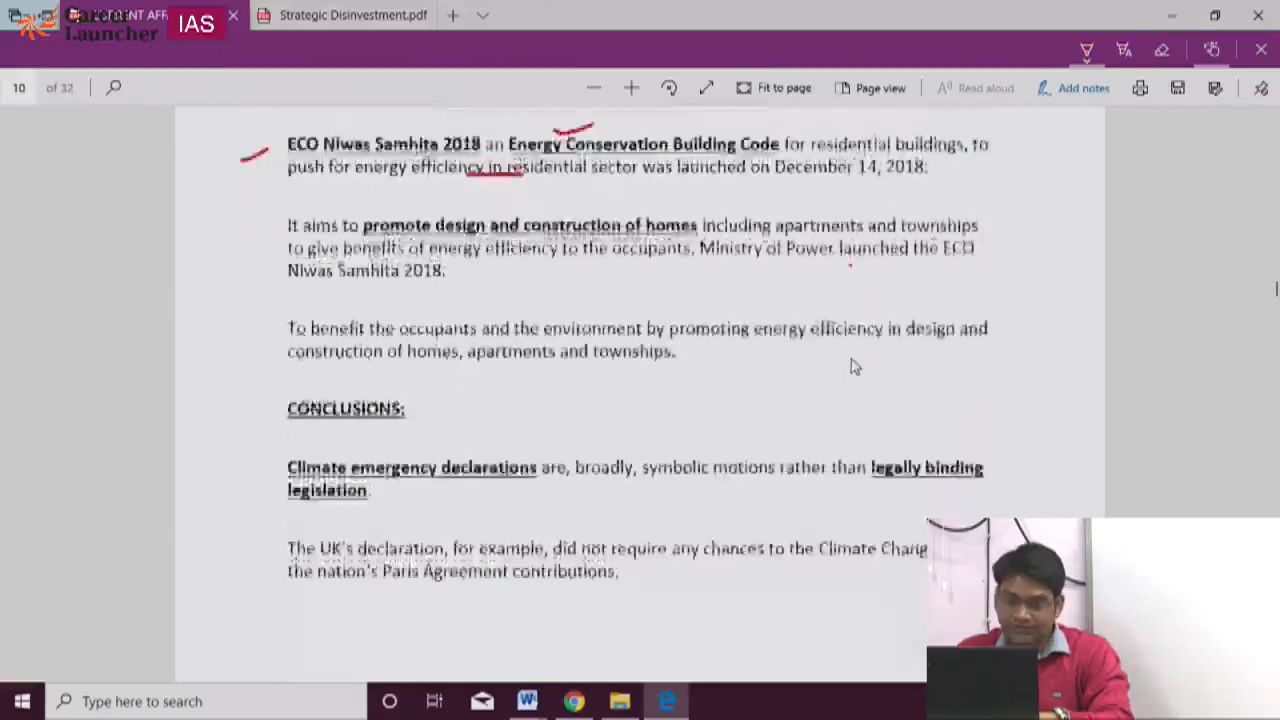 CURRENT AFF
Strategic Disinvestment.pdf
Career
Launcher
IAS
10 of 32
Fit to page
Page view
Read aloud
Add notes
ECO Niwas Samhita 2018 an Energy Conservation Building Code for residential buildings, to
push for energy efficiency in residential sector was launched on December 14, 2018.
It aims to promote design and construction of homes including apartments and townships
to give benefits of energy efficiency to the occupants. Ministry of Power launched the ECO
Niwas Samhita 2018.
To benefit the occupants and the environment by promoting energy efficiency in design and
construction of homes, apartments and townships.
CONCLUSIONS:
Climate emergency declarations are, broadly, symbolic motions rather than legally binding
legislation.
The UK's declaration, for example, did not require any chances to the Climate Chang
the nation's Paris Agreement contributions.
Type here to search